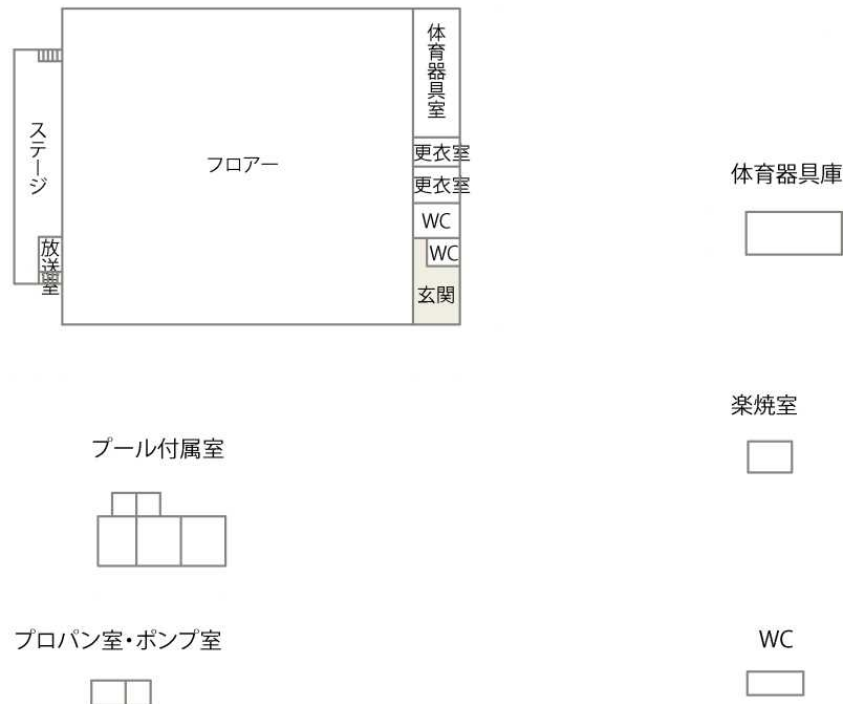 体育器具室
ステージ
フロアー
更衣室
更衣室
WC
WC
放送室
玄関
体育器具庫
楽焼室
プール付属室
プロパン室・ポンプ室
WC